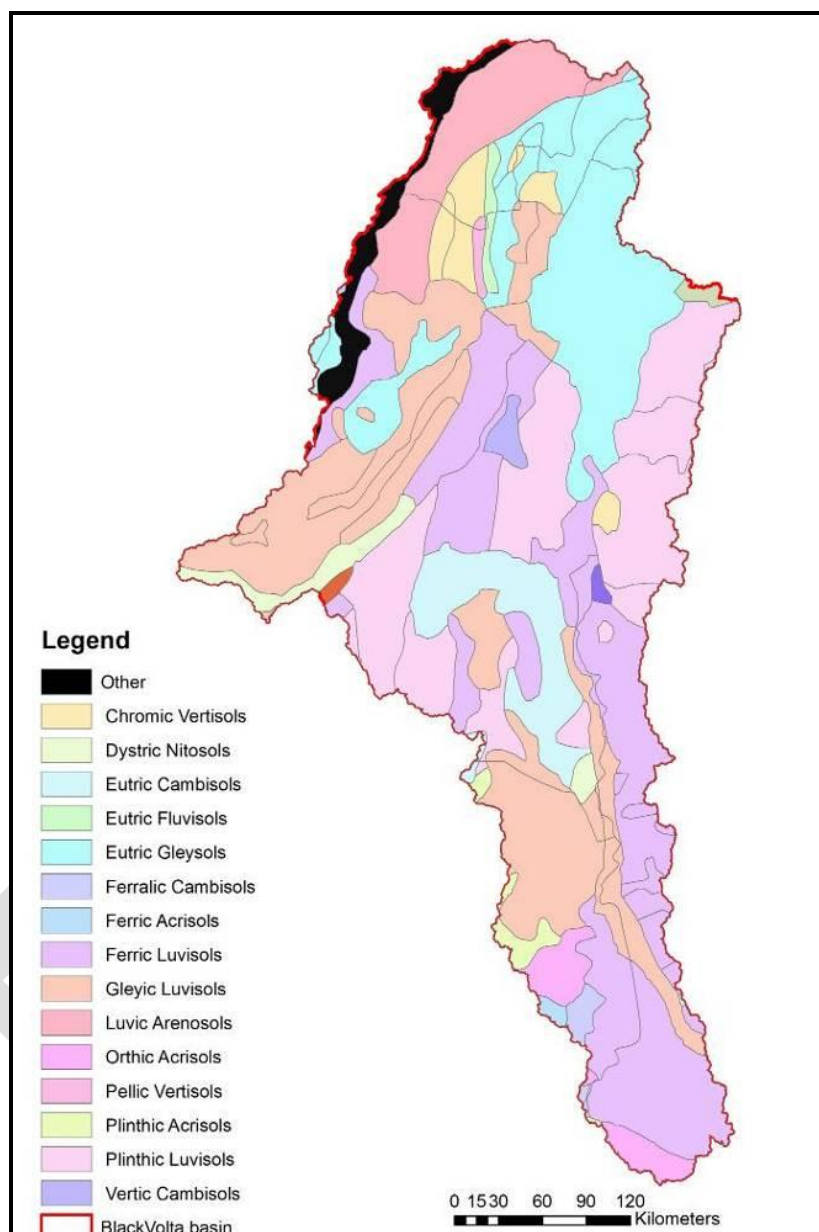 Legend
Other
Chromic Vertisols
Dystric Nitosols
Eutric Cambisols
Eutric Fluvisols
Eutric Gleysols
Ferralic Cambisols
Ferric Acrisols
Ferric Luvisols
Gleyic Luvisols
Luvic Arenosols
Orthic Acrisols
Pellic Vertisols
Plinthic Acrisols
Plinthic Luvisols
Vertic Cambisols
BlackVolta basin
0 15 30 60 90 120
Kilometers